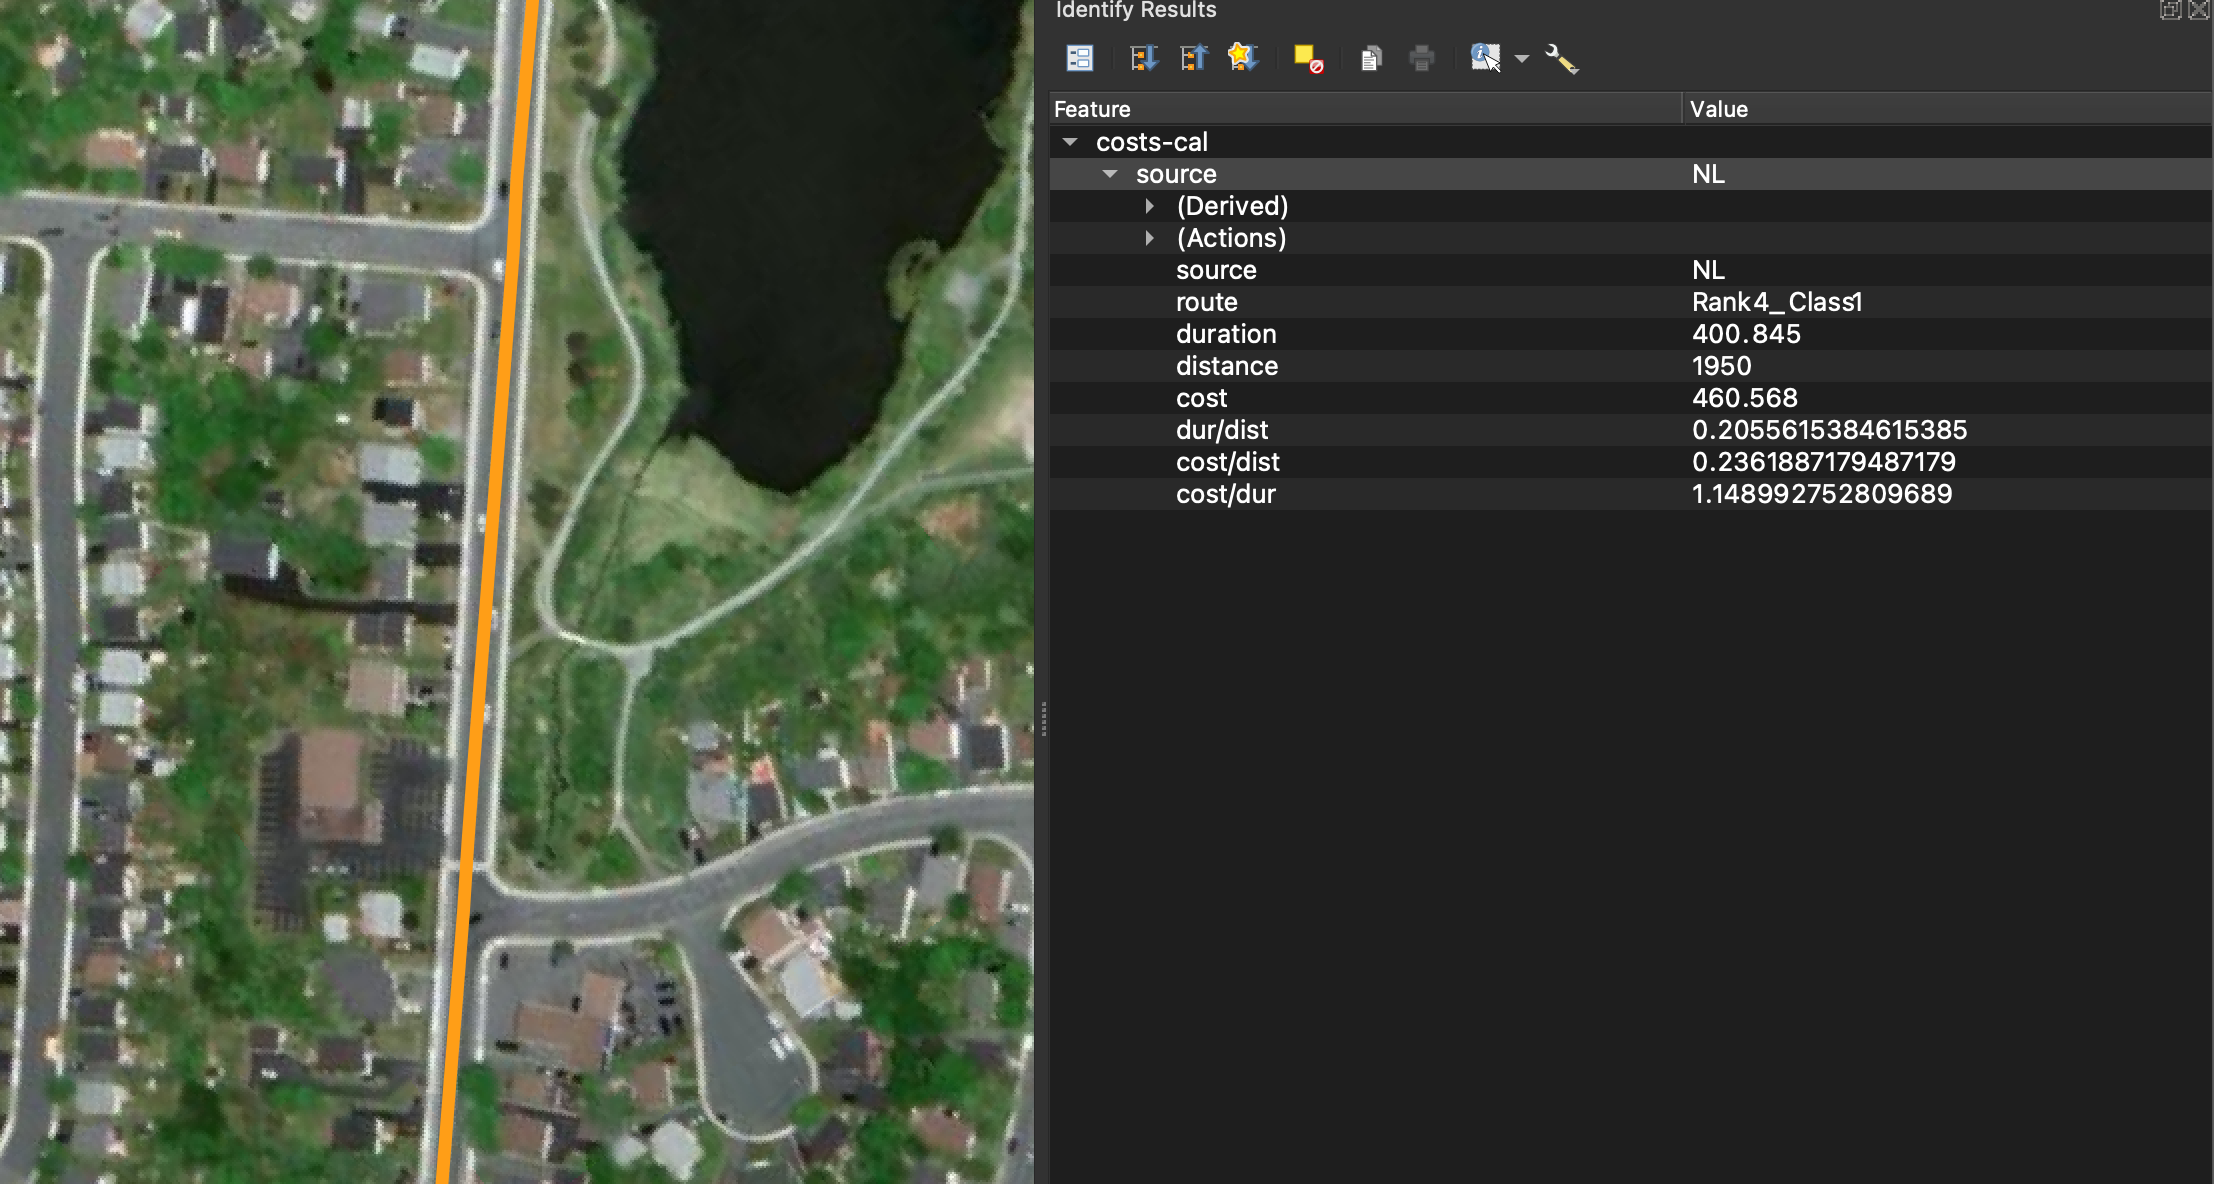 Identify Results
Feature Value
costs-cal
source NL
(Derived)
(Actions)
source NL
route Rank4_Class1
duration 400.845
distance 1950
cost 460.568
dur/dist 0.2055615384615385
cost/dist 0.2361887179487179
cost/dur 1.148992752809689